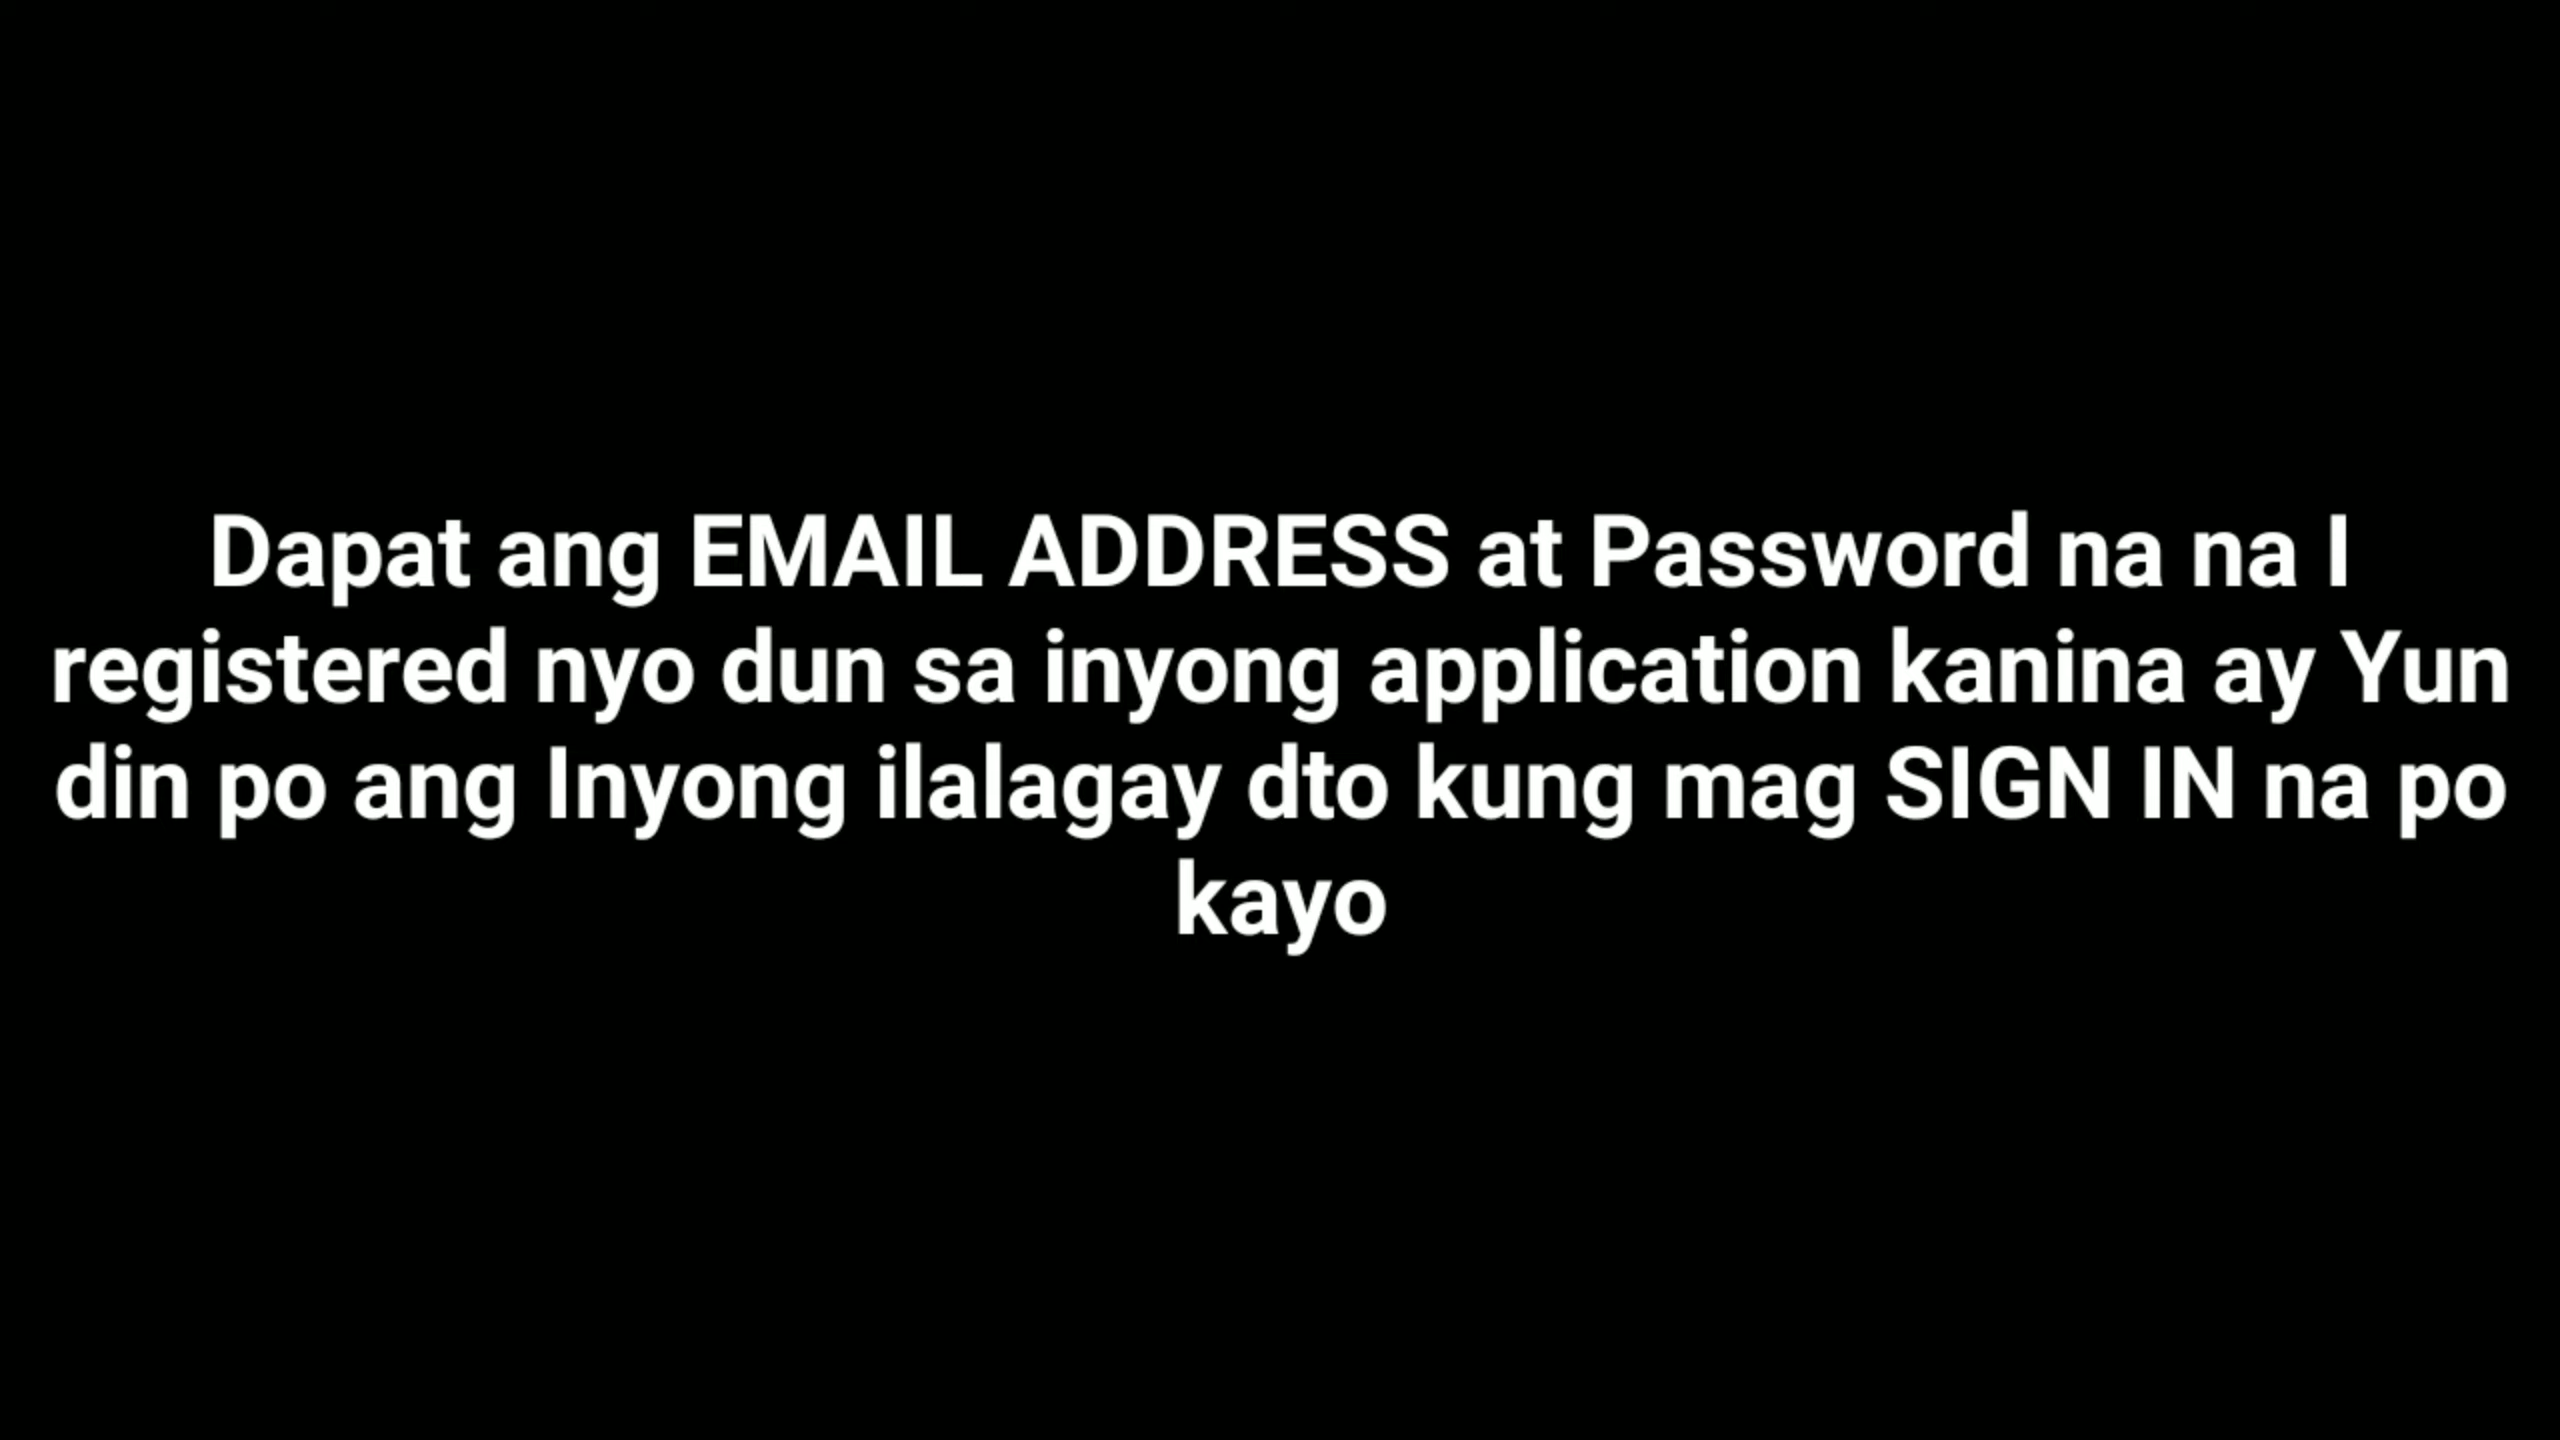 Dapat ang EMAIL ADDRESS at Password na na I
registered nyo dun sa inyong application kanina ay Yun
din po ang Inyong ilalagay dto kung mag SIGN IN na po
kayo